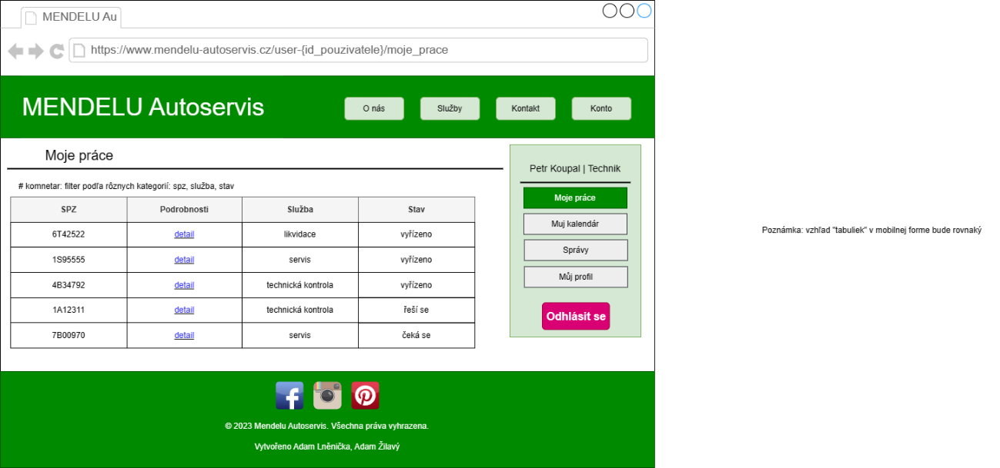 MENDELU Au
https://www.mendelu-autoservis.cz/user-{id_pouzivatele}/moje_prace
MENDELU Autoservis
O nás
Služby
Kontakt
Konto
Moje práce
# komnetar: filter podľa rôznych kategorií: spz, služba, stav
SPZ Podrobnosti Služba Stav
6T42522 detail likvidace vyřízeno
1S95555 detail servis vyřízeno
4B34792 detail technická kontrola vyřízeno
1A12311 detail technická kontrola řeší se
7B00970 detail servis čeká se
Petr Koupal | Technik
Moje práce
Muj kalendár
Správy
Můj profil
Odhlásit se
Poznámka: vzhľad "tabuliek" v mobilnej forme bude rovnaký
© 2023 Mendelu Autoservis. Všechna práva vyhrazena.
Vytvořeno Adam Lněnička, Adam Žilavý